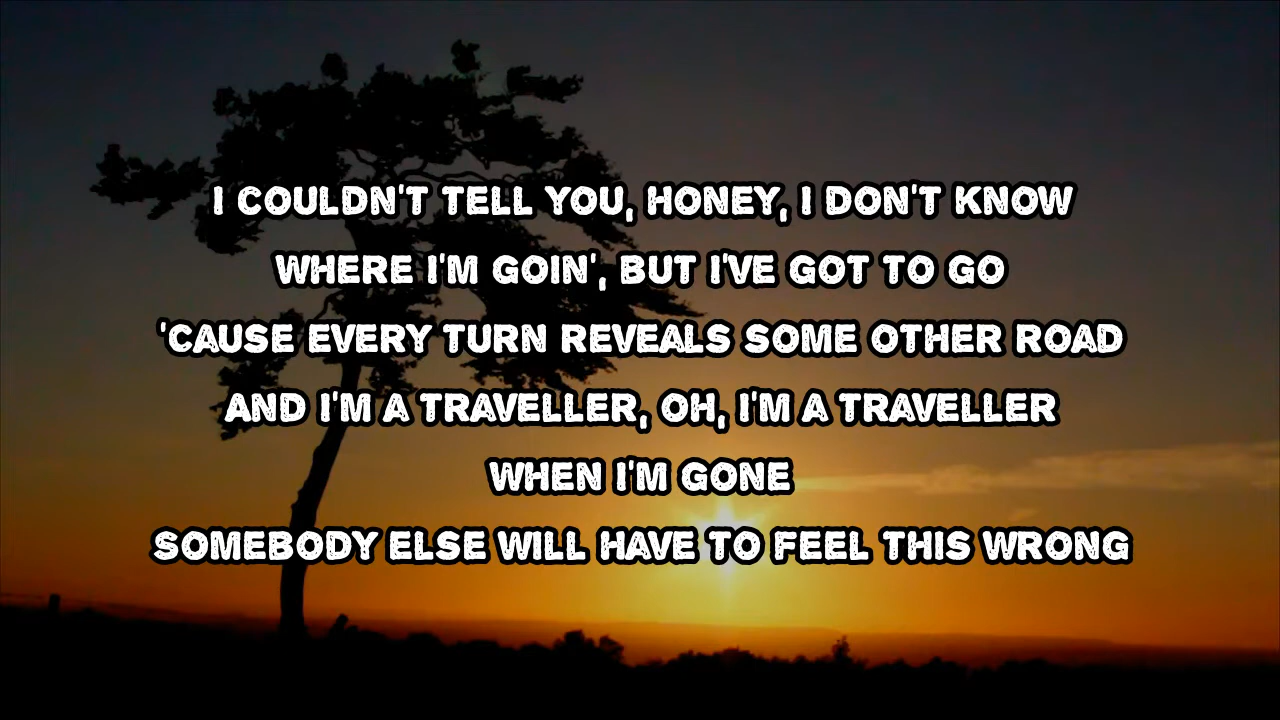 I COULDN'T TELL YOU, HONEY, I DON'T KNOW
WHERE I'M GOIN', BUT I'VE GOT TO GO
'CAUSE EVERY TURN REVEALS SOME OTHER ROAD
AND I'M A TRAVELLER, OH, I'M A TRAVELLER
WHEN I'M GONE
SOMEBODY ELSE WILL HAVE TO FEEL THIS WRONG